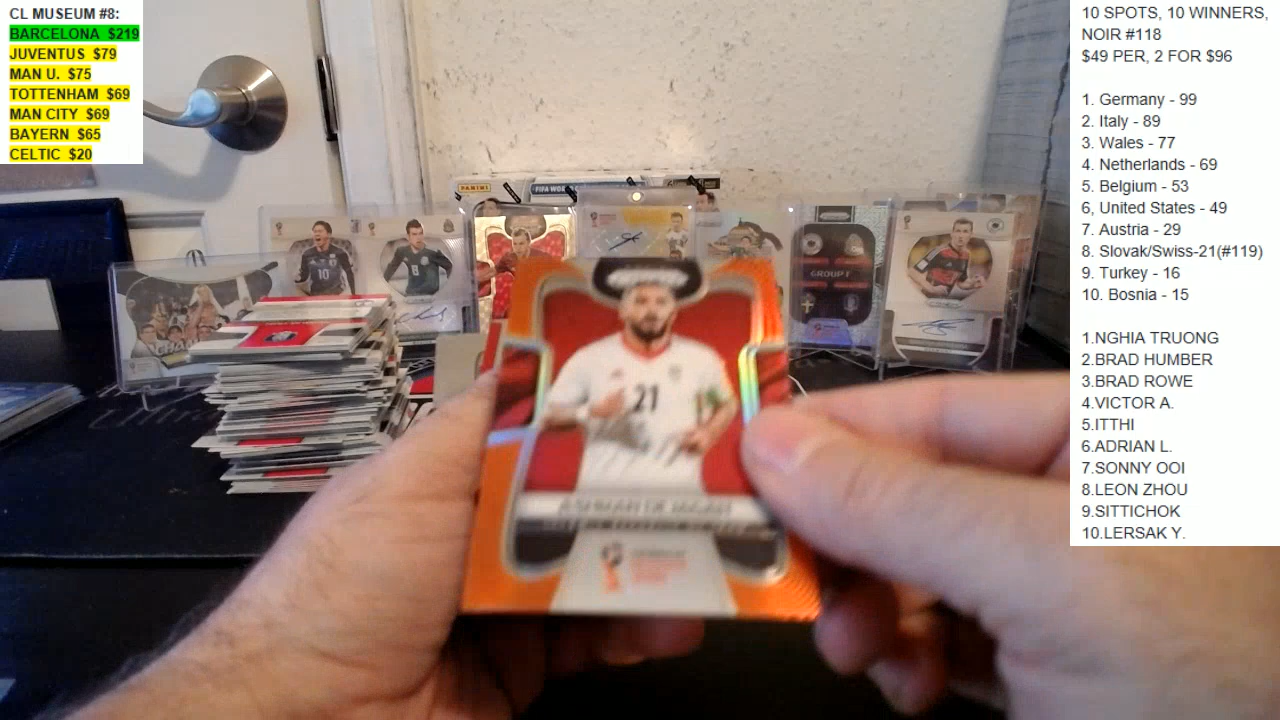 CL MUSEUM #8:
BARCELONA $219
JUVENTUS $79
MAN U. $75
TOTTENHAM $69
MAN CITY $69
BAYERN $65
CELTIC $20
10 SPOTS, 10 WINNERS,
NOIR #118
$49 PER, 2 FOR $96
1. Germany - 99
2. Italy - 89
3. Wales - 77
4. Netherlands - 69
5. Belgium - 53
6, United States - 49
7. Austria - 29
8. Slovak/Swiss-21(#119)
9. Turkey - 16
10. Bosnia - 15
1.NGHIA TRUONG
2.BRAD HUMBER
3.BRAD ROWE
4.VICTOR A.
5.ITTHI
6.ADRIAN L.
7.SONNY OOI
8.LEON ZHOU
9.SITTICHOK
10.LERSAK Y.
PANINI
FIFA
10
8
GROUP F
21